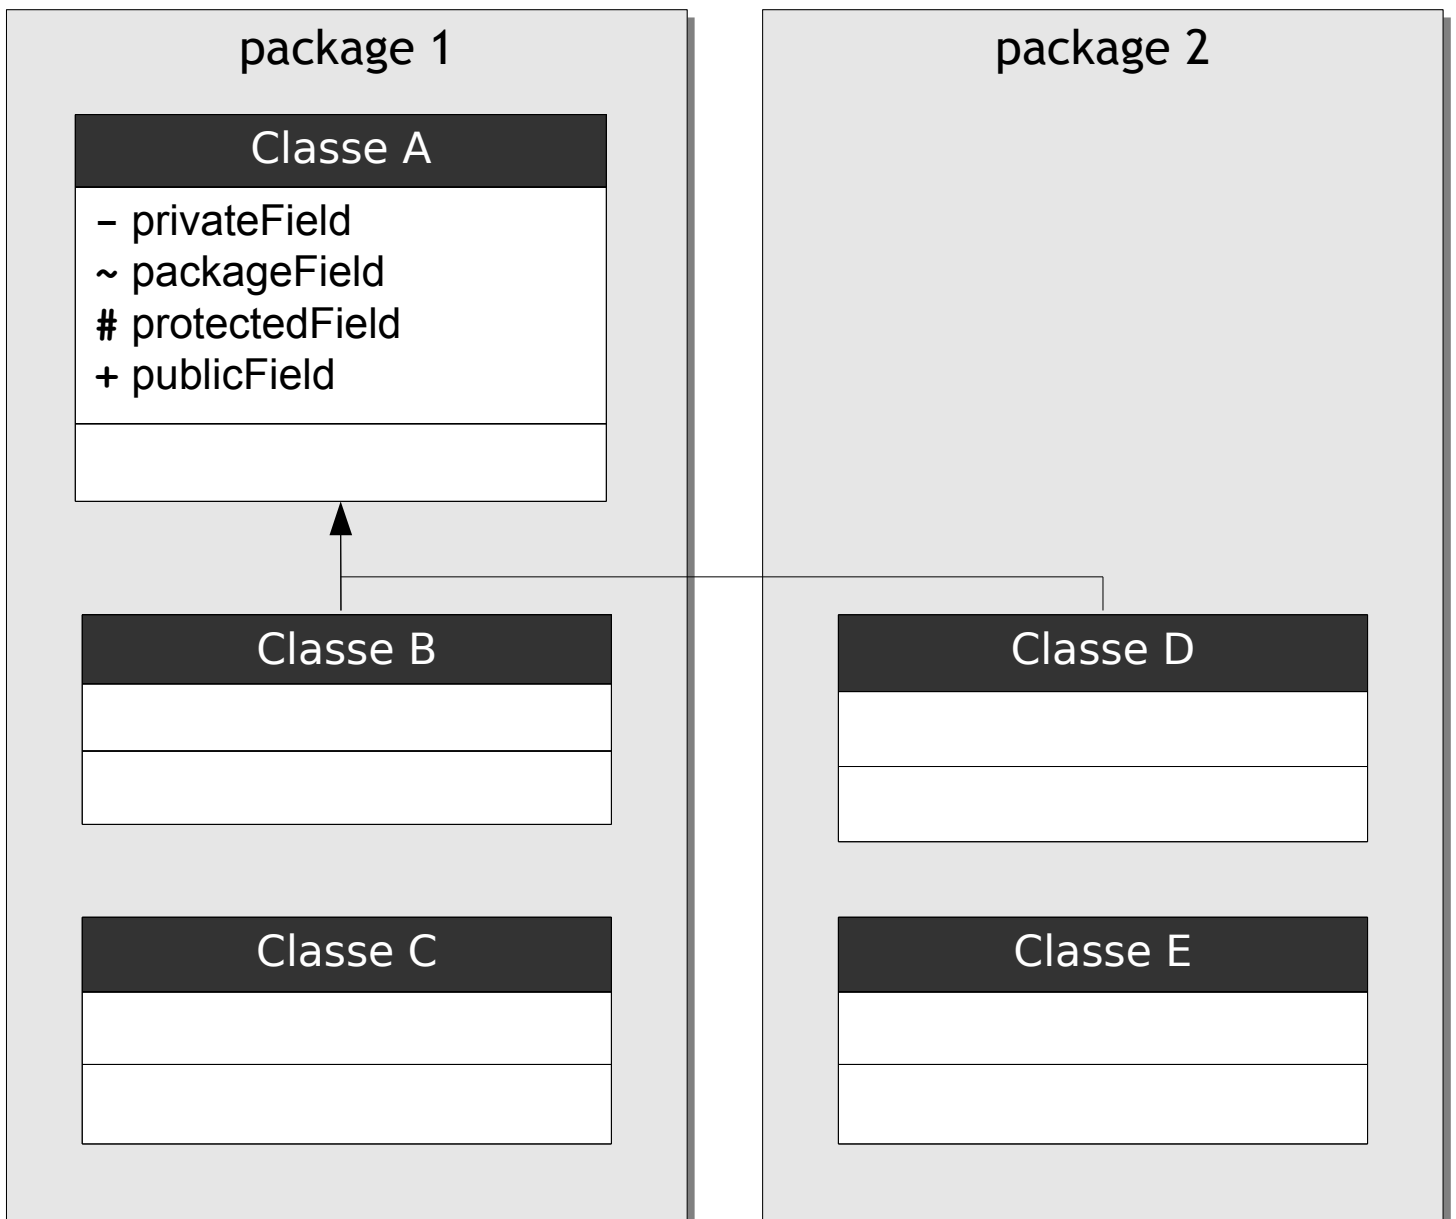 package 1
package 2
Classe A
– privateField
~ packageField
# protectedField
+ publicField
Classe B
Classe D
Classe C
Classe E